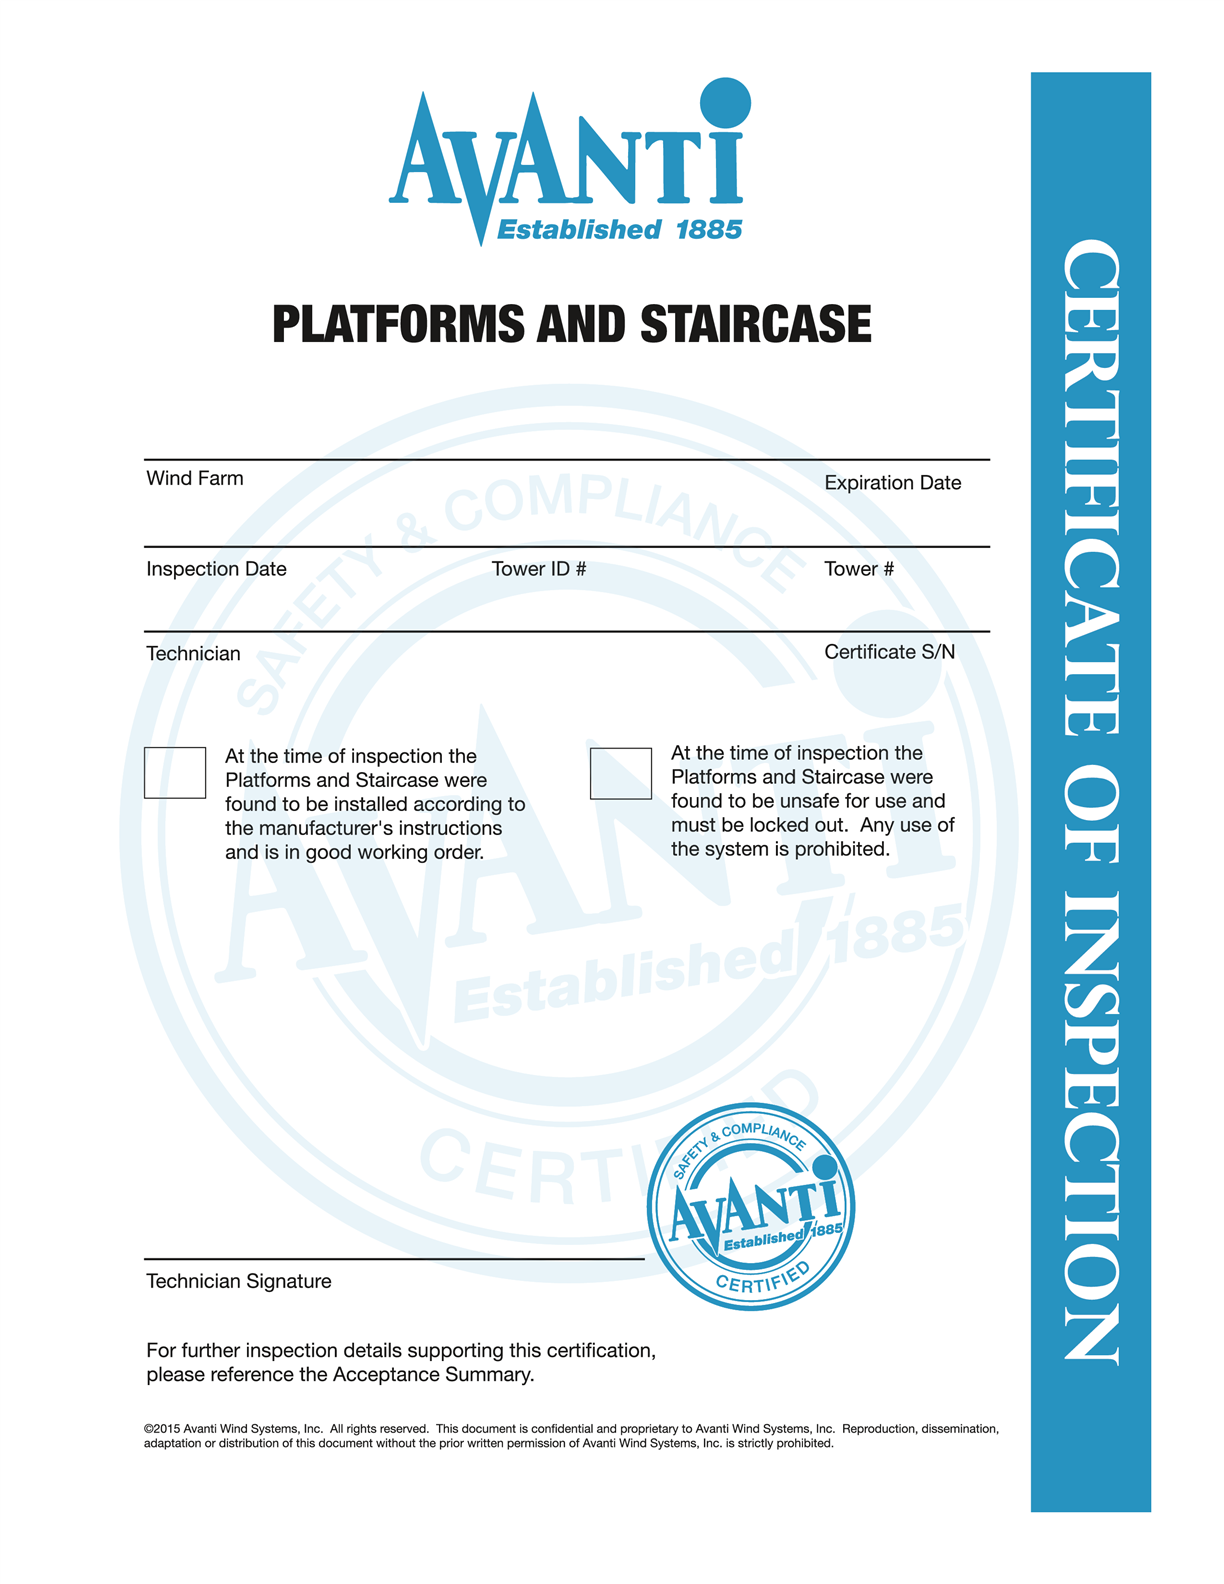 AVANTI
Established 1885
PLATFORMS AND STAIRCASE
CERTIFICATE OF INSPECTION
Wind Farm
Expiration Date
Inspection Date
Tower ID #
Tower #
Technician
Certificate S/N
At the time of inspection the
Platforms and Staircase were
found to be installed according to
the manufacturer's instructions
and is in good working order.
At the time of inspection the
Platforms and Staircase were
found to be unsafe for use and
must be locked out.  Any use of
the system is prohibited.
SAFETY & COMPLIANCE
AVANTI
Established 1885
CERTIFIED
SAFETY & COMPLIANCE
AVANTI
Established 1885
CERTIFIED
Technician Signature
For further inspection details supporting this certification,
please reference the Acceptance Summary.
©2015 Avanti Wind Systems, Inc.  All rights reserved.  This document is confidential and proprietary to Avanti Wind Systems, Inc.  Reproduction, dissemination,
adaptation or distribution of this document without the prior written permission of Avanti Wind Systems, Inc. is strictly prohibited.